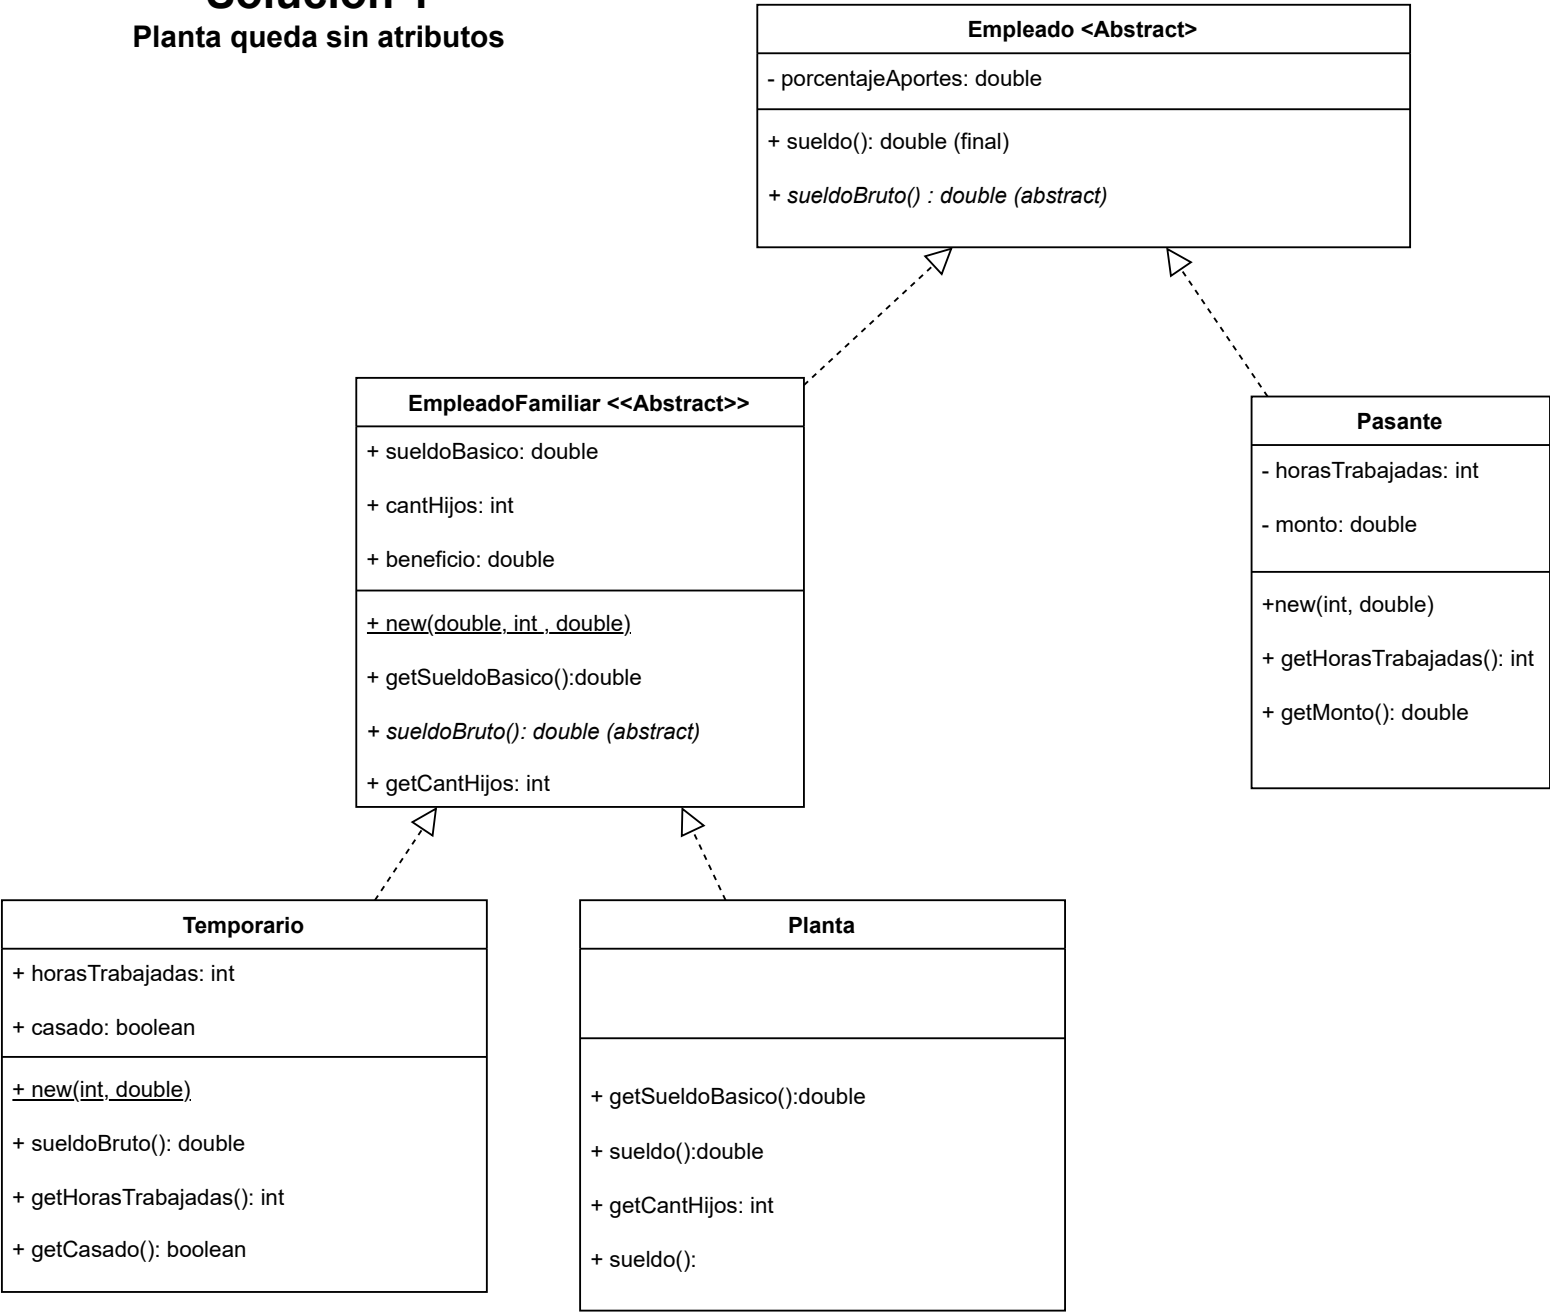 Solución 1
Planta queda sin atributos
Empleado <Abstract>
- porcentajeAportes: double
+ sueldo(): double (final)
+ sueldoBruto() : double (abstract)
EmpleadoFamiliar <<Abstract>>
+ sueldoBasico: double
+ cantHijos: int
+ beneficio: double
+ new(double, int , double)
+ getSueldoBasico():double
+ sueldoBruto(): double (abstract)
+ getCantHijos: int
Pasante
- horasTrabajadas: int
- monto: double
+new(int, double)
+ getHorasTrabajadas(): int
+ getMonto(): double
Temporario
+ horasTrabajadas: int
+ casado: boolean
+ new(int, double)
+ sueldoBruto(): double
+ getHorasTrabajadas(): int
+ getCasado(): boolean
Planta
+ getSueldoBasico():double
+ sueldo():double
+ getCantHijos: int
+ sueldo():